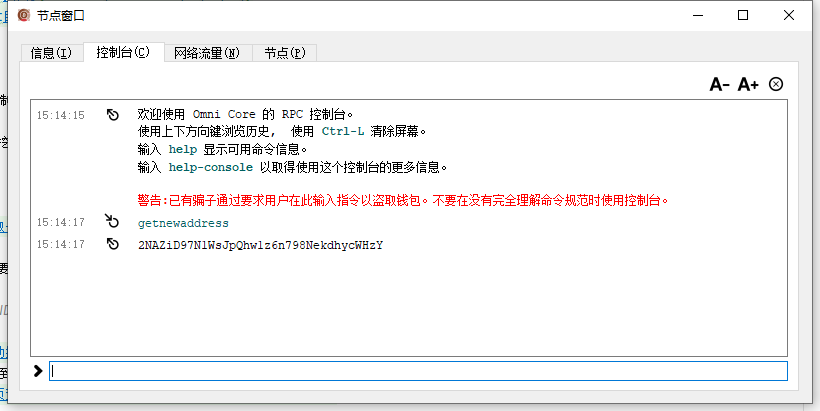 节点窗口
信息(I) 控制台(C) 网络流量(N) 节点(P)
A- A+
15:14:15 欢迎使用 Omni Core 的 RPC 控制台。
使用上下方向键浏览历史, 使用 Ctrl-L 清除屏幕。
输入 help 显示可用命令信息。
输入 help-console 以取得使用这个控制台的更多信息。
警告:已有骗子通过要求用户在此输入指令以盗取钱包。不要在没有完全理解命令规范时使用控制台。
15:14:17 getnewaddress
15:14:17 2NAZiD97N1WsJpQhw1z6n798NekdhycWHzY